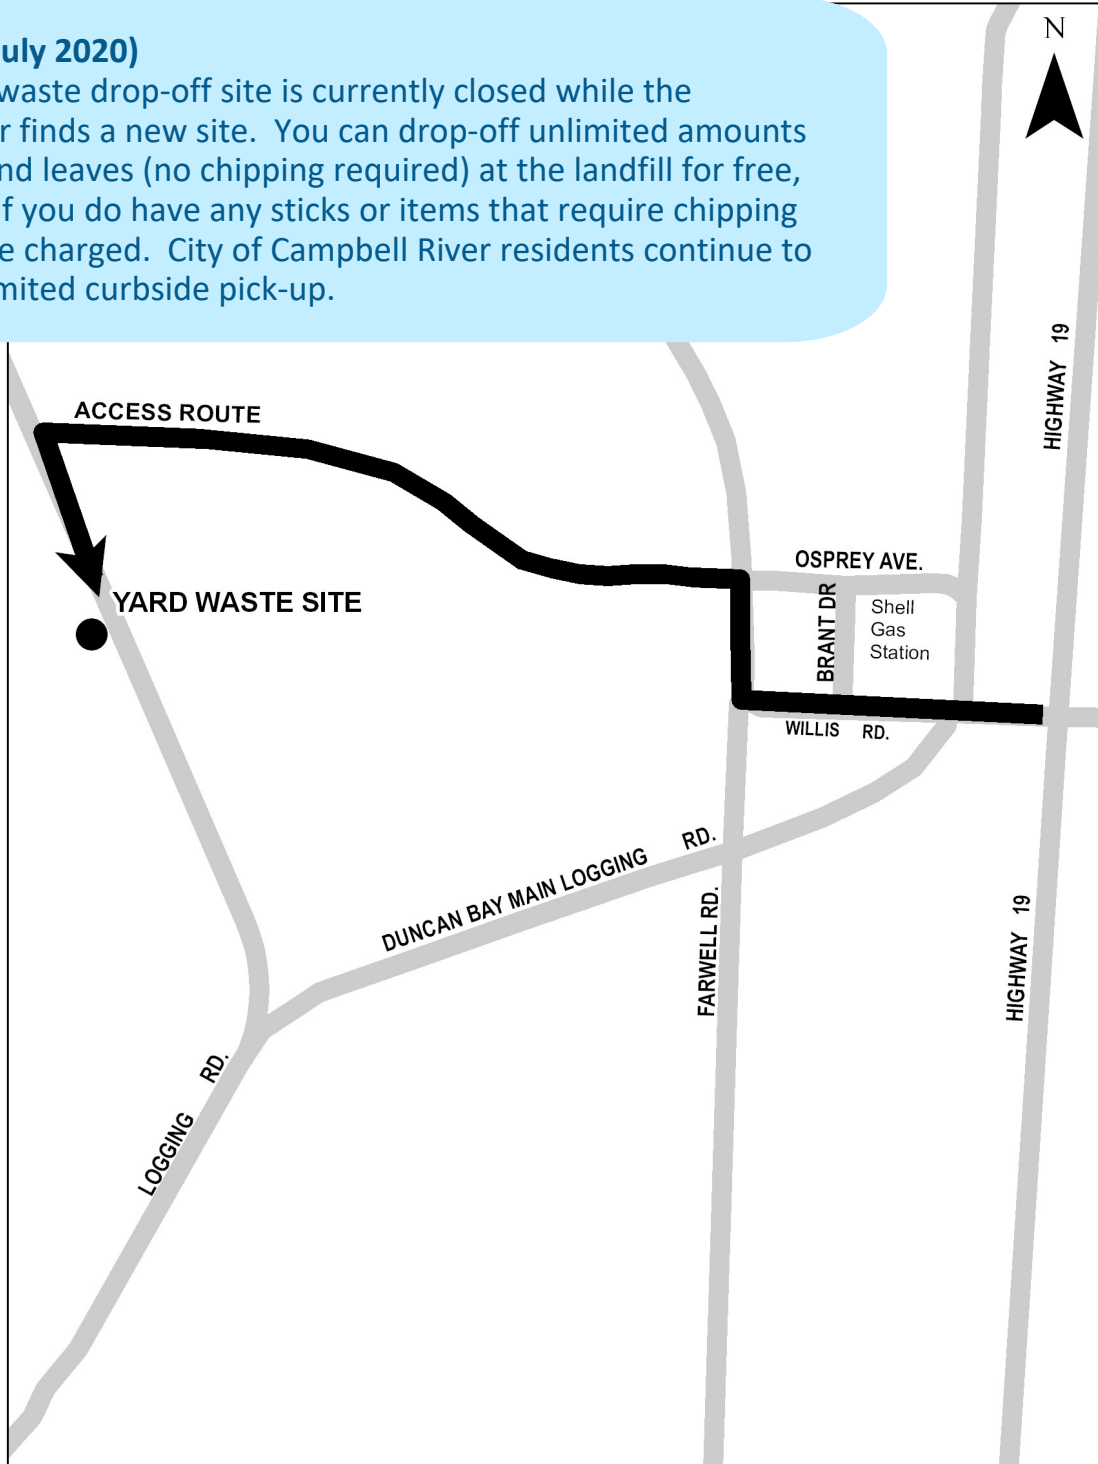 uly 2020)
waste drop-off site is currently closed while the
r finds a new site.  You can drop-off unlimited amounts
nd leaves (no chipping required) at the landfill for free,
f you do have any sticks or items that require chipping
e charged.  City of Campbell River residents continue to
mited curbside pick-up.
N
HIGHWAY 19
ACCESS ROUTE
OSPREY AVE.
BRANT DR
Shell
Gas
Station
YARD WASTE SITE
WILLIS RD.
DUNCAN BAY MAIN LOGGING RD.
FARWELL RD.
HIGHWAY 19
LOGGING RD.